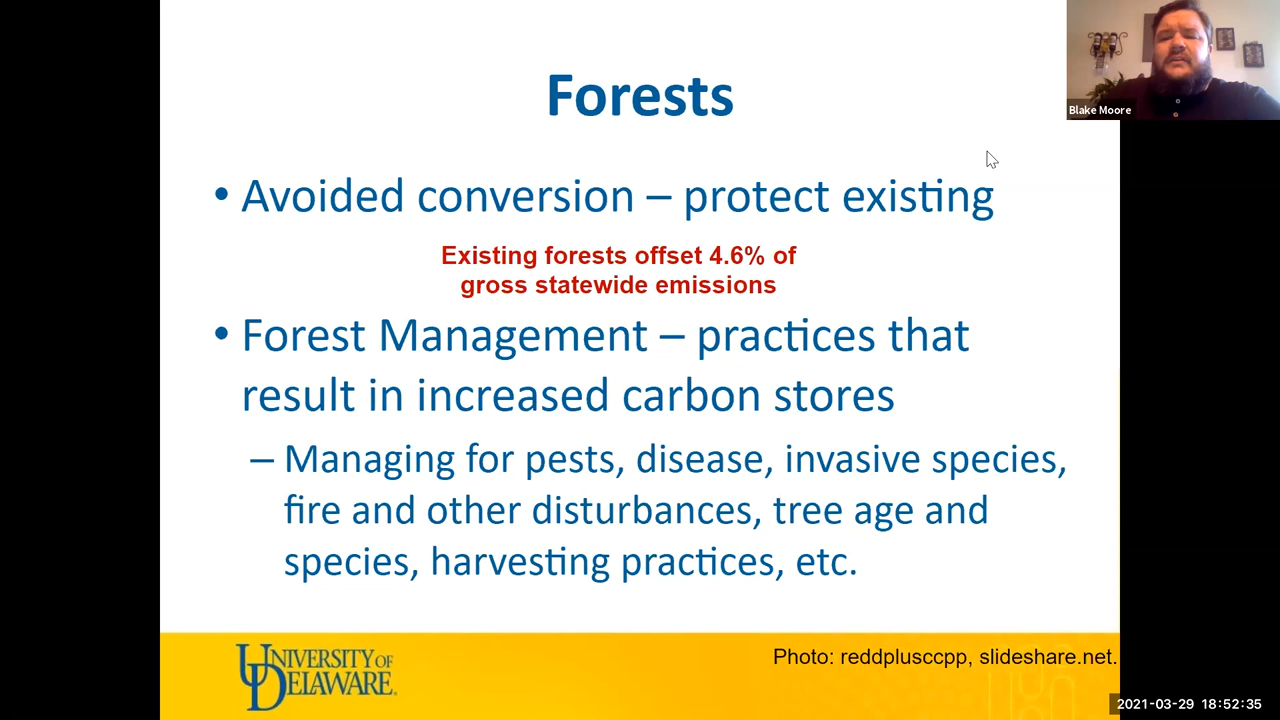 Forests
Blake Moore
• Avoided conversion – protect existing
Existing forests offset 4.6% of
gross statewide emissions
• Forest Management – practices that
result in increased carbon stores
– Managing for pests, disease, invasive species,
fire and other disturbances, tree age and
species, harvesting practices, etc.
UNIVERSITY OF
DELAWARE.
Photo: reddplusccpp, slideshare.net.
2021-03-29 18:52:35